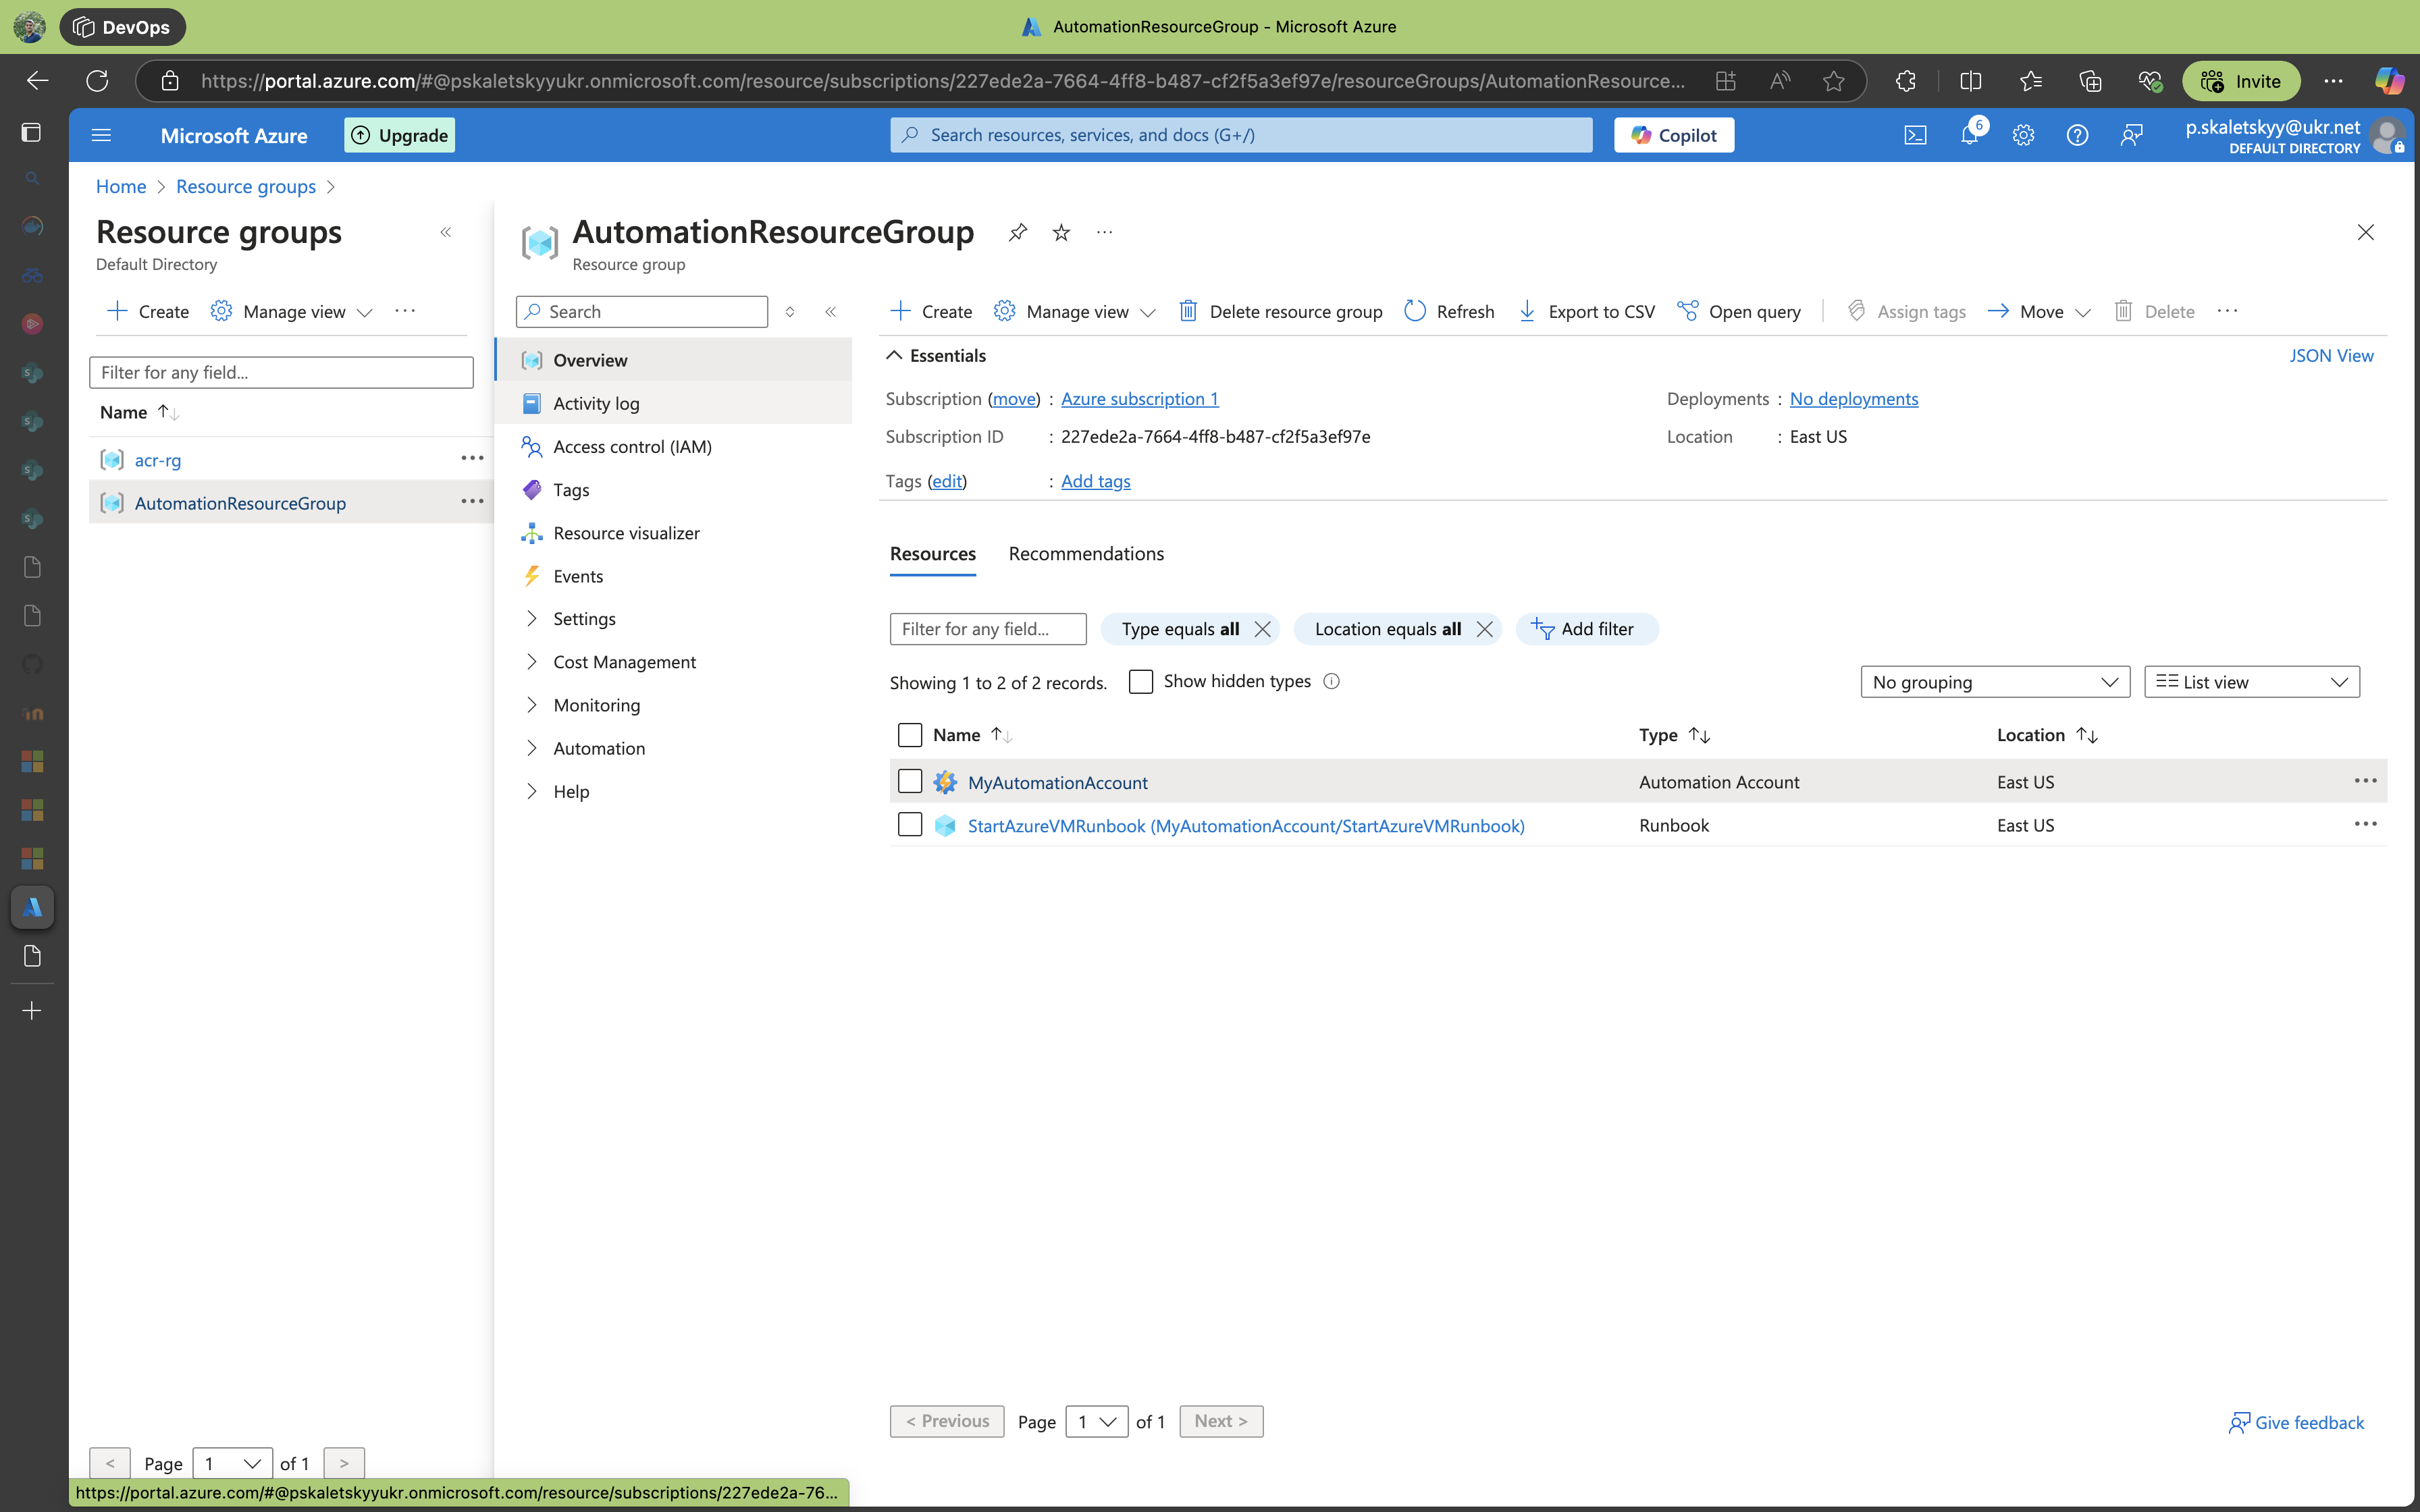 DevOps
AutomationResourceGroup - Microsoft Azure
https://portal.azure.com/#@pskaletskyyukr.onmicrosoft.com/resource/subscriptions/227ede2a-7664-4ff8-b487-cf2f5a3ef97e/resourceGroups/AutomationResource...
Invite
Microsoft Azure
Upgrade
Search resources, services, and docs (G+/)
Copilot
6
p.skaletskyy@ukr.net
DEFAULT DIRECTORY
Home > Resource groups >
Resource groups
Default Directory
Create
Manage view
Filter for any field...
Name
acr-rg
AutomationResourceGroup
< Page 1 of 1 >
https://portal.azure.com/#@pskaletskyyukr.onmicrosoft.com/resource/subscriptions/227ede2a-76...
AutomationResourceGroup
Resource group
Search
Overview
Activity log
Access control (IAM)
Tags
Resource visualizer
Events
Settings
Cost Management
Monitoring
Automation
Help
Create Manage view Delete resource group Refresh Export to CSV Open query Assign tags Move Delete
Essentials
JSON View
Subscription (move) : Azure subscription 1
Deployments : No deployments
Subscription ID : 227ede2a-7664-4ff8-b487-cf2f5a3ef97e
Location : East US
Tags (edit) : Add tags
Resources Recommendations
Filter for any field... Type equals all Location equals all Add filter
Showing 1 to 2 of 2 records. Show hidden types
No grouping List view
Name Type Location
MyAutomationAccount Automation Account East US
StartAzureVMRunbook (MyAutomationAccount/StartAzureVMRunbook) Runbook East US
< Previous Page 1 of 1 Next >
Give feedback